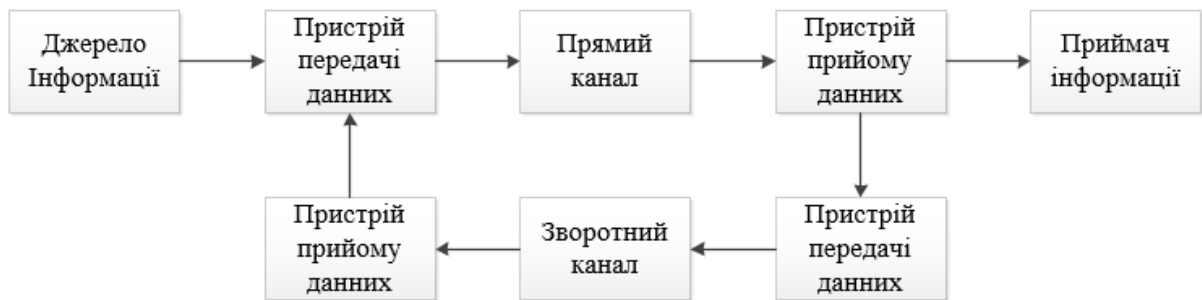 Джерело
Інформації
Пристрій
передачі
данних
Прямий
канал
Пристрій
прийому
данних
Приймач
інформації
Пристрій
прийому
данних
Зворотний
канал
Пристрій
передачі
данних